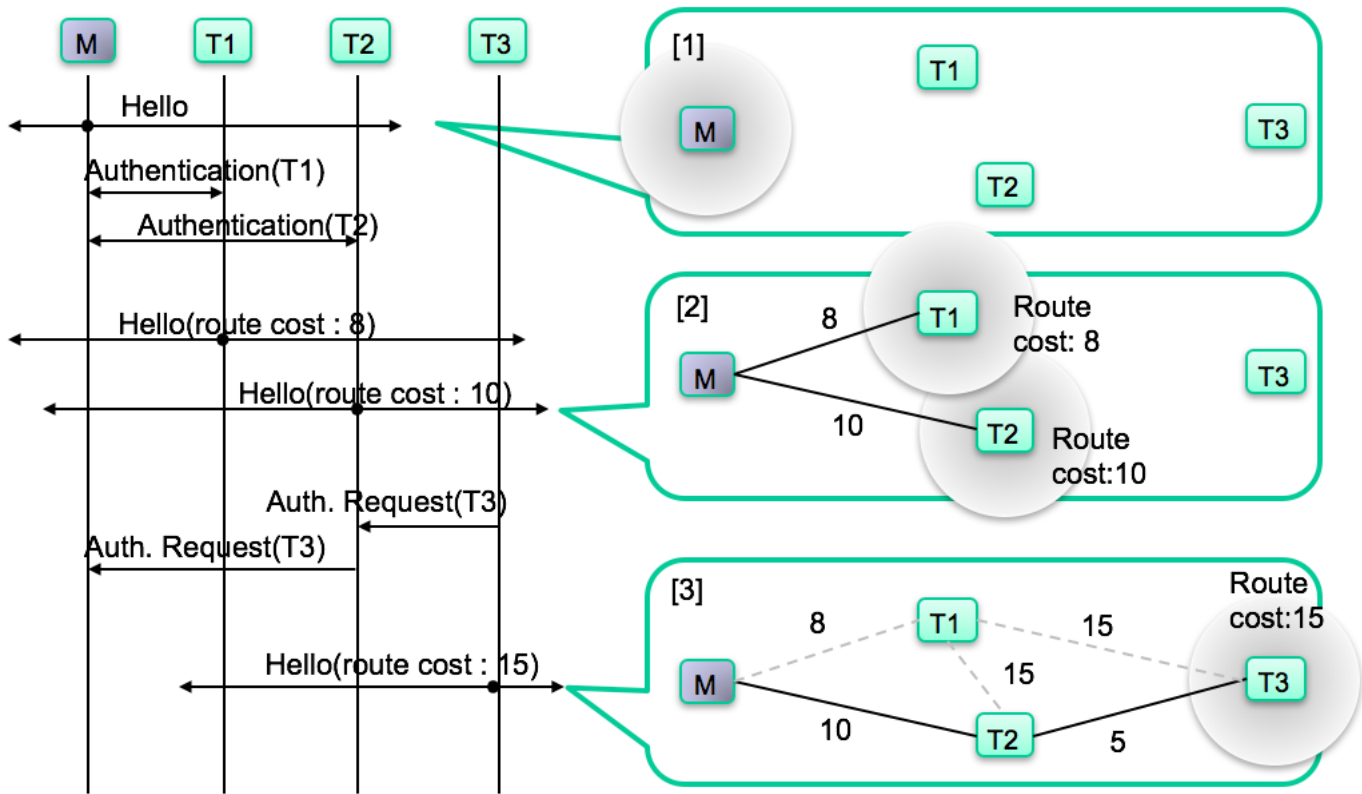 M
T1
T2
T3
Hello
Authentication(T1)
Authentication(T2)
Hello(route cost : 8)
Hello(route cost : 10)
Auth. Request(T3)
Auth. Request(T3)
Hello(route cost : 15)
[1]
T1
M
T3
T2
[2]
8
T1
Route
cost: 8
M
T3
10
T2
Route
cost:10
[3]
Route
cost:15
8
T1
15
M
15
T3
10
T2
5